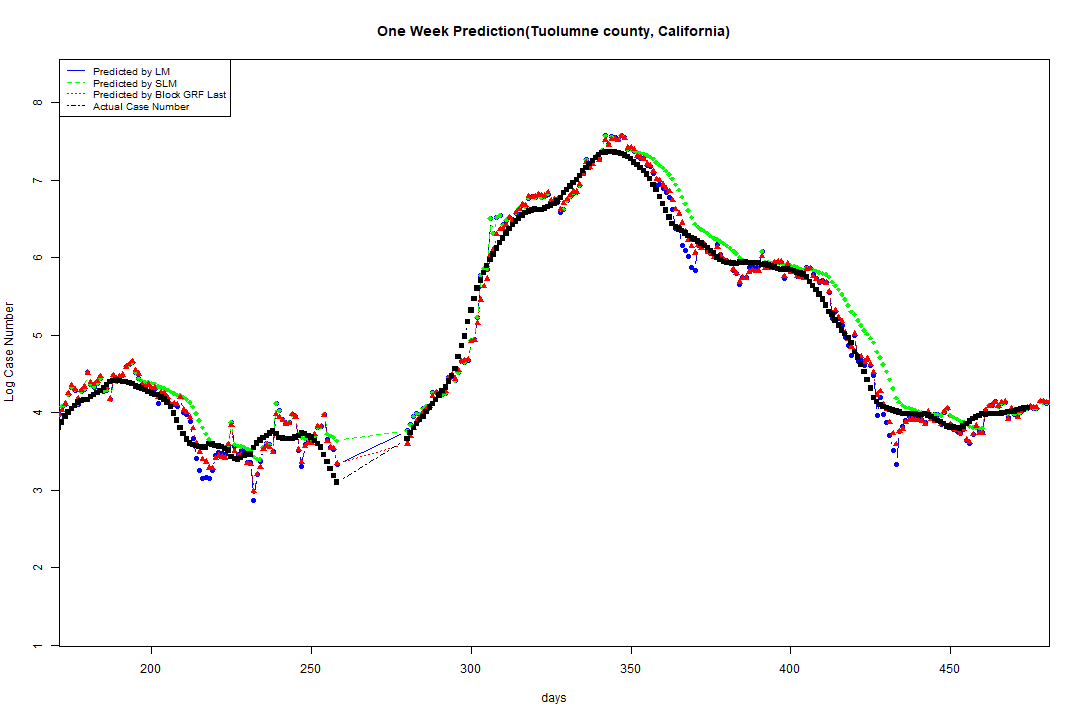 One Week Prediction(Tuolumne county, California)
Predicted by LM
Predicted by SLM
Predicted by Block GRF Last
Actual Case Number
8
7
6
5
4
3
2
1
Log Case Number
200 250 300 350 400 450
days